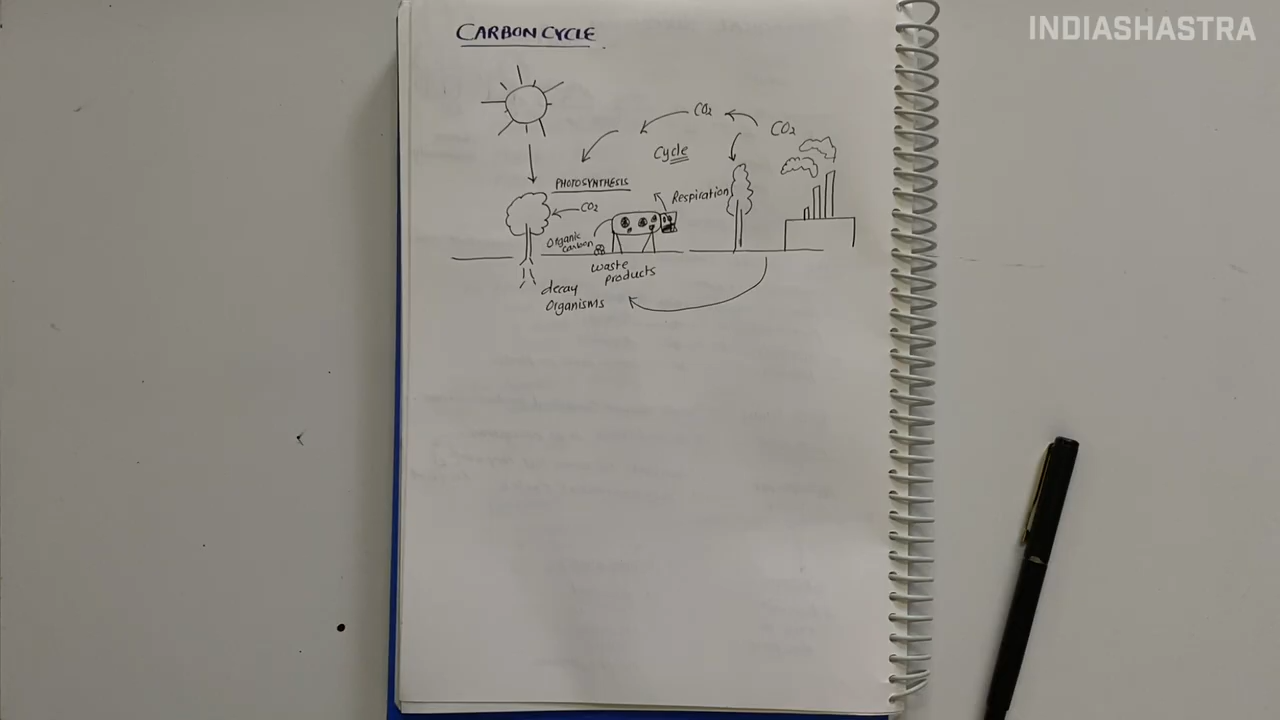 INDIASHASTRA
CARBON CYCLE
CO₂
CO₂
Cycle
PHOTOSYNTHESIS
Respiration
CO₂
Organic
carbon
waste
products
decay
Organisms